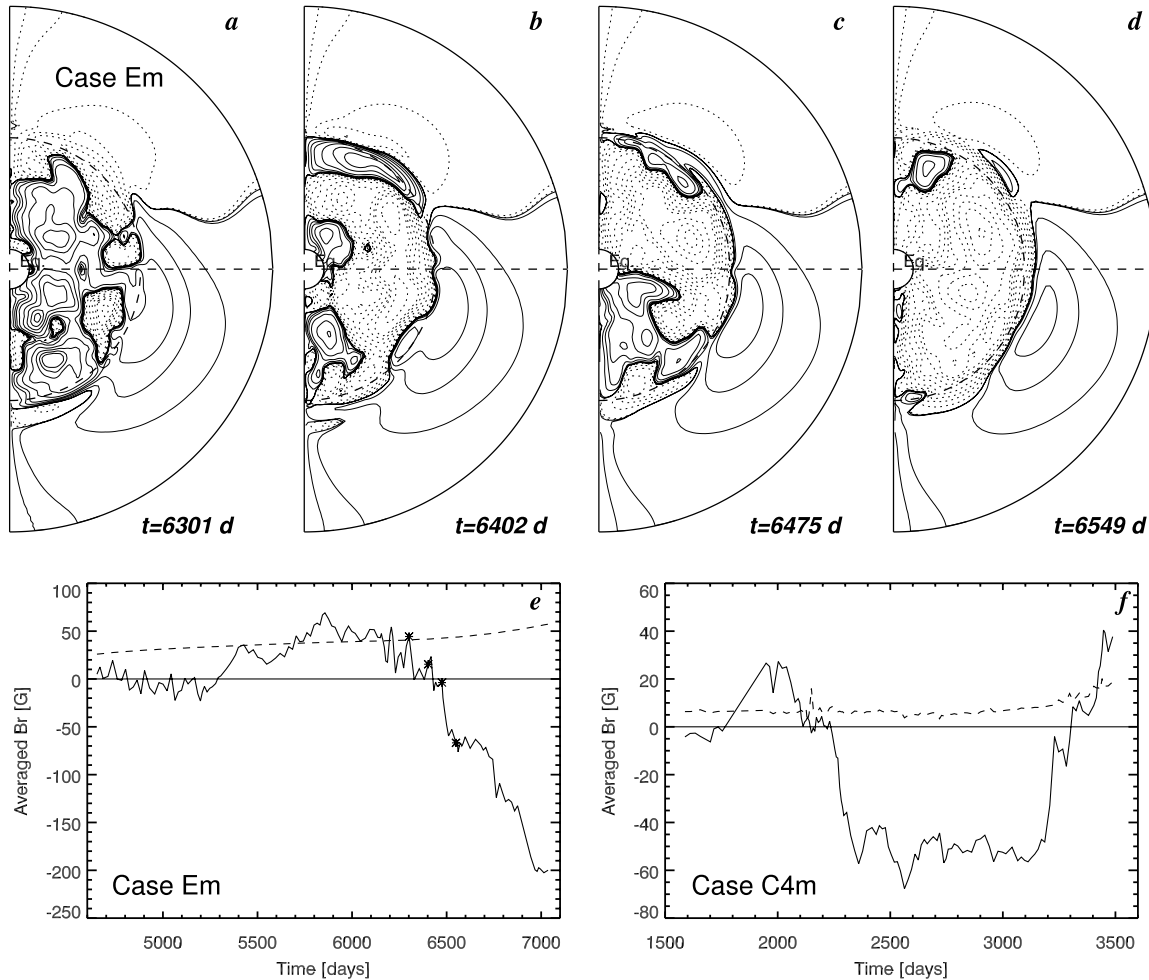 a b c d
Case Em
Eq Eq Eq Eq
t=6301 d t=6402 d t=6475 d t=6549 d
100 e
50
0
-50
-100
-150
-200
-250
Averaged Br [G]
Case Em
5000 5500 6000 6500 7000
Time [days]
60 f
40
20
0
-20
-40
-60
-80
Averaged Br [G]
Case C4m
1500 2000 2500 3000 3500
Time [days]